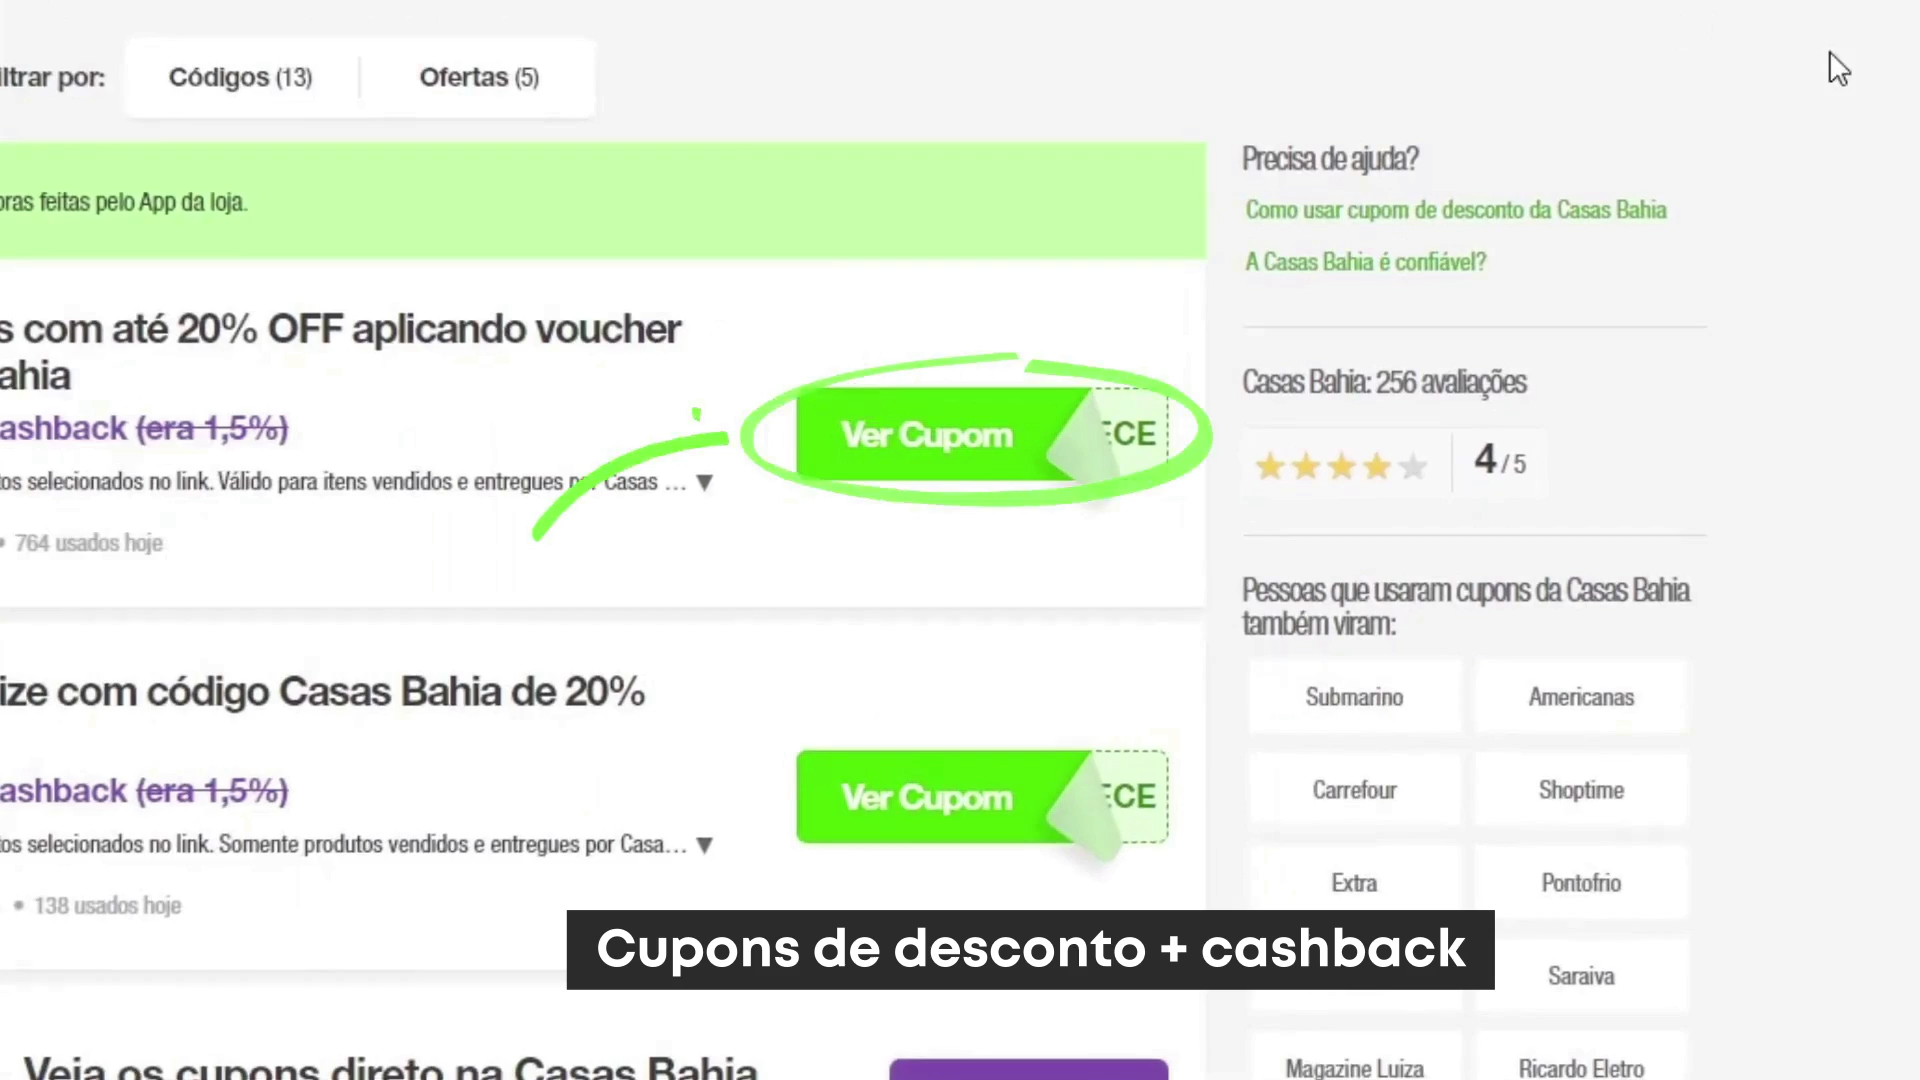 ltrar por:
Códigos (13)
Ofertas (5)
oras feitas pelo App da loja.
s com até 20% OFF aplicando voucher
ahia
ashback (era 1,5%)
os selecionados no link. Válido para itens vendidos e entregues por Casas ...
• 764 usados hoje
Ver Cupom
ECE
ize com código Casas Bahia de 20%
ashback (era 1,5%)
os selecionados no link. Somente produtos vendidos e entregues por Casa...
• 138 usados hoje
Ver Cupom
ECE
Cupons de desconto + cashback
Veja os cupons direto na Casas Bahia
Precisa de ajuda?
Como usar cupom de desconto da Casas Bahia
A Casas Bahia é confiável?
Casas Bahia: 256 avaliações
4 / 5
Pessoas que usaram cupons da Casas Bahia
também viram:
Submarino
Americanas
Carrefour
Shoptime
Extra
Pontofrio
Saraiva
Magazine Luiza
Ricardo Eletro